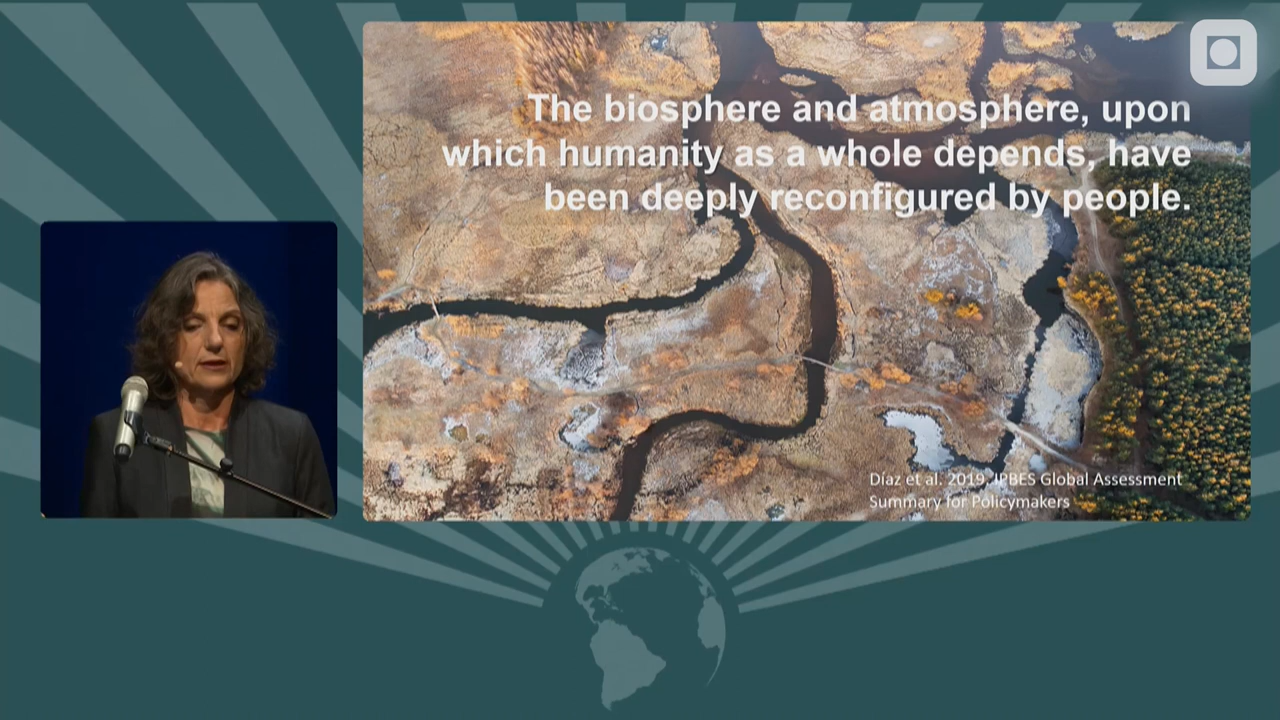 The biosphere and atmosphere, upon
which humanity as a whole depends, have
been deeply reconfigured by people.
Díaz et al. 2019, IPBES Global Assessment
Summary for Policymakers